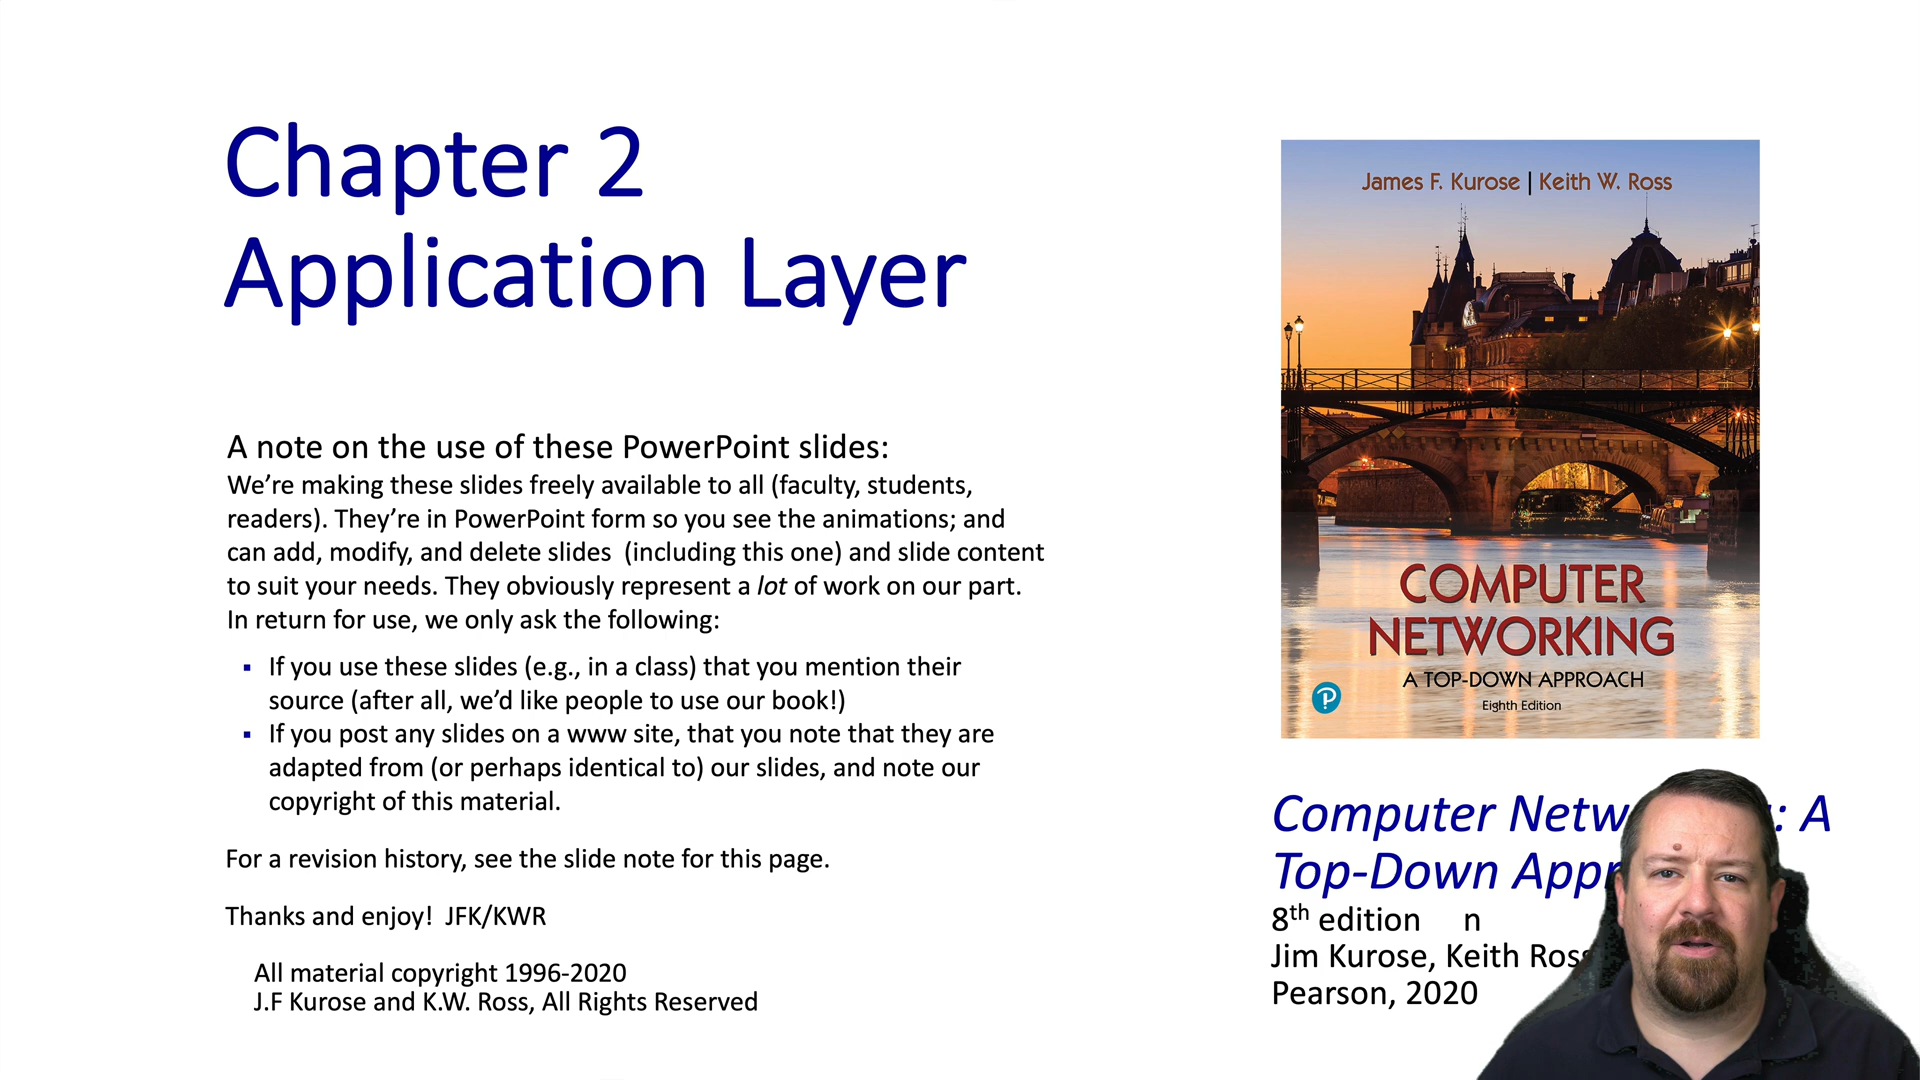 Chapter 2
Application Layer
A note on the use of these PowerPoint slides:
We’re making these slides freely available to all (faculty, students,
readers). They’re in PowerPoint form so you see the animations; and
can add, modify, and delete slides  (including this one) and slide content
to suit your needs. They obviously represent a lot of work on our part.
In return for use, we only ask the following:
▪ If you use these slides (e.g., in a class) that you mention their
source (after all, we’d like people to use our book!)
▪ If you post any slides on a www site, that you note that they are
adapted from (or perhaps identical to) our slides, and note our
copyright of this material.
For a revision history, see the slide note for this page.
Thanks and enjoy!  JFK/KWR
All material copyright 1996-2020
J.F Kurose and K.W. Ross, All Rights Reserved
James F. Kurose | Keith W. Ross
COMPUTER
NETWORKING
A TOP-DOWN APPROACH
P
Eighth Edition
Computer : A
Top-Down
8th edition n
Jim Kurose, Keith Ross
Pearson, 2020